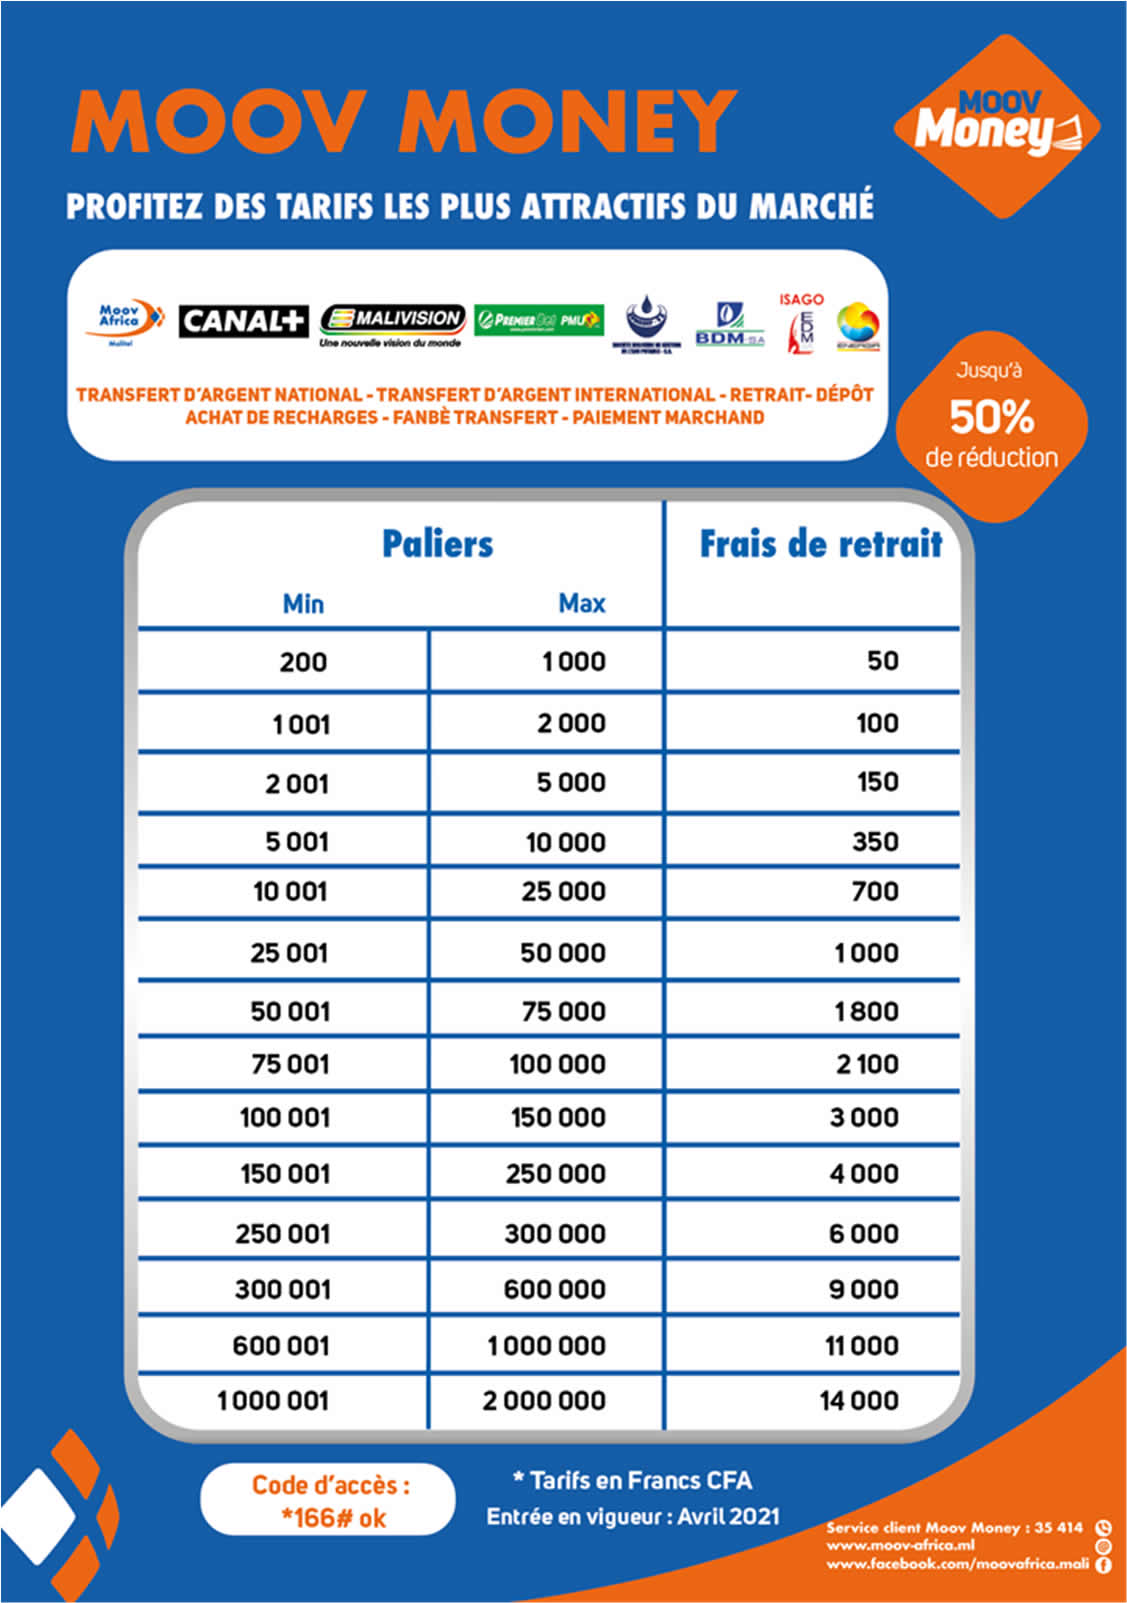 MOOV MONEY
MOOV
Money
PROFITEZ DES TARIFS LES PLUS ATTRACTIFS DU MARCHÉ
Moov
Africa
Malitel
CANAL+
MALIVISION
Une nouvelle vision du monde
PREMIER Bet PMU
BDM-SA
ISAGO
EDM
ENERGIA
TRANSFERT D'ARGENT NATIONAL - TRANSFERT D'ARGENT INTERNATIONAL - RETRAIT- DÉPÔT
ACHAT DE RECHARGES - FANBÈ TRANSFERT - PAIEMENT MARCHAND
Jusqu'à
50%
de réduction
Paliers Frais de retrait
Min Max
200 1 000 50
1 001 2 000 100
2 001 5 000 150
5 001 10 000 350
10 001 25 000 700
25 001 50 000 1 000
50 001 75 000 1 800
75 001 100 000 2 100
100 001 150 000 3 000
150 001 250 000 4 000
250 001 300 000 6 000
300 001 600 000 9 000
600 001 1 000 000 11 000
1 000 001 2 000 000 14 000
Code d'accès :
*166# ok
* Tarifs en Francs CFA
Entrée en vigueur : Avril 2021
Service client Moov Money : 35 414
www.moov-africa.ml
www.facebook.com/moovafrica.mali